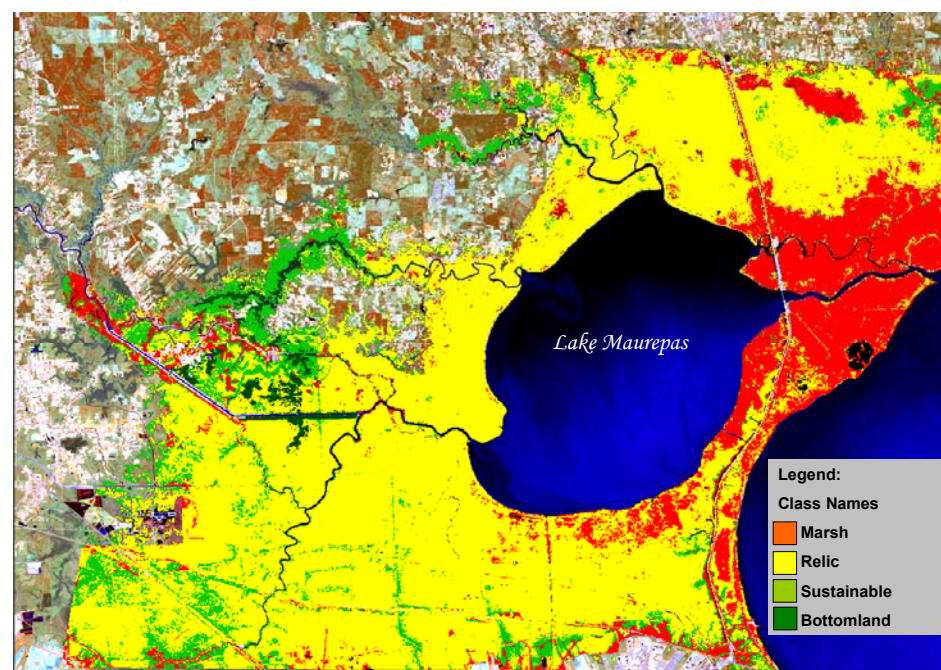 Lake Maurepas
Legend:
Class Names
Marsh
Relic
Sustainable
Bottomland